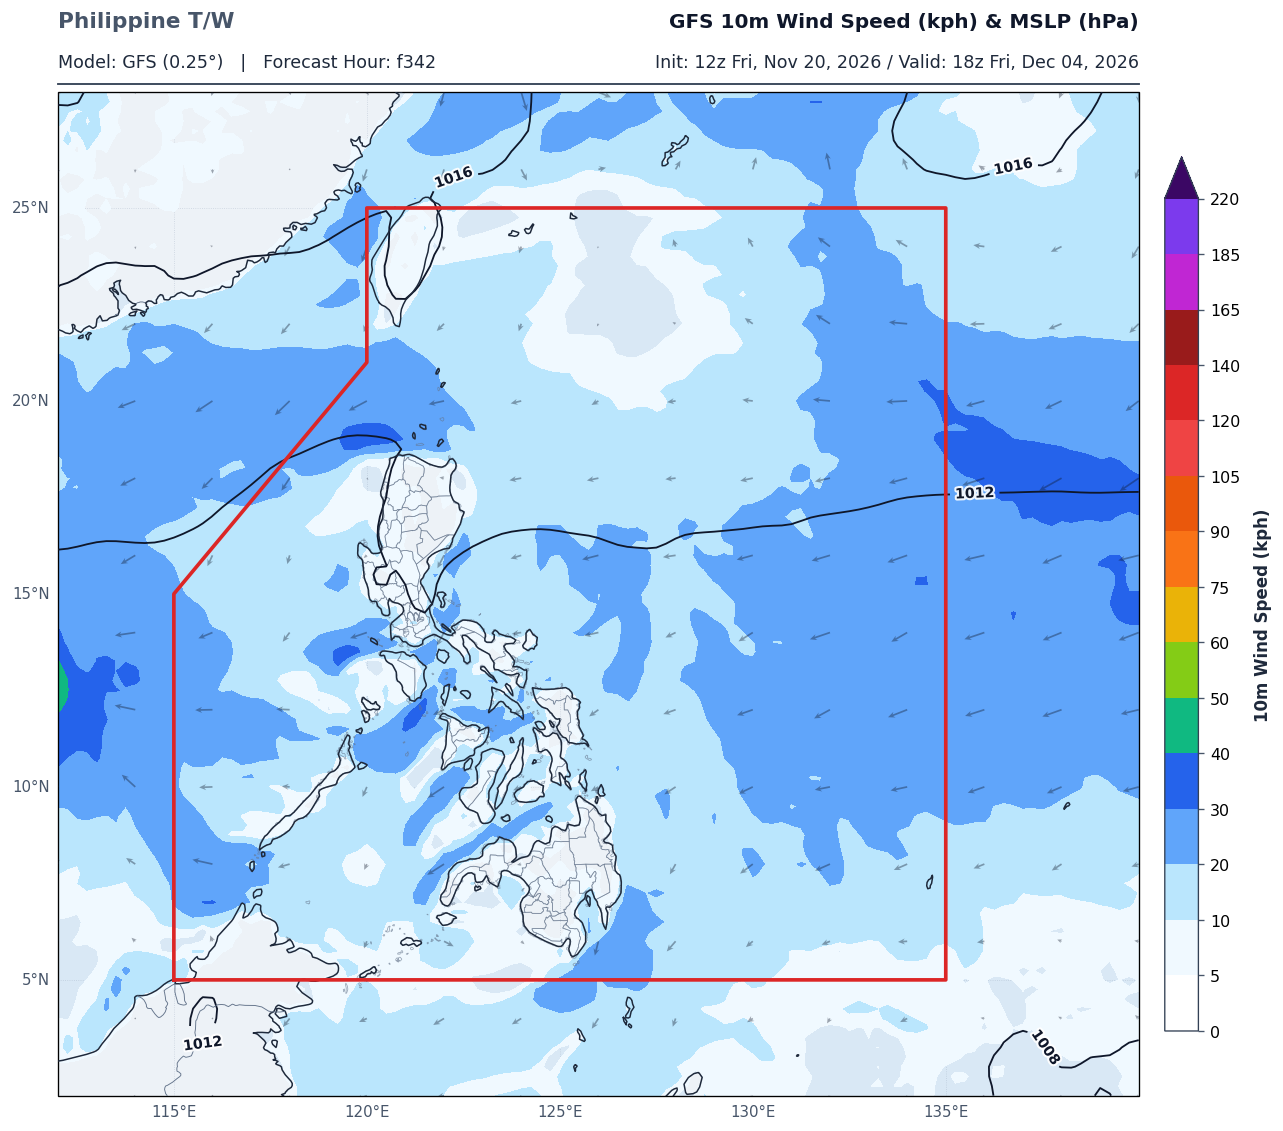 Philippine T/W
GFS 10m Wind Speed (kph) & MSLP (hPa)
Model: GFS (0.25°) | Forecast Hour: f342
Init: 12z Fri, Nov 20, 2026 / Valid: 18z Fri, Dec 04, 2026
1016
1016
1012
1012
1008
25°N
20°N
15°N
10°N
5°N
115°E
120°E
125°E
130°E
135°E
220
185
165
140
120
105
90
75
60
50
40
30
20
10
5
0
10m Wind Speed (kph)